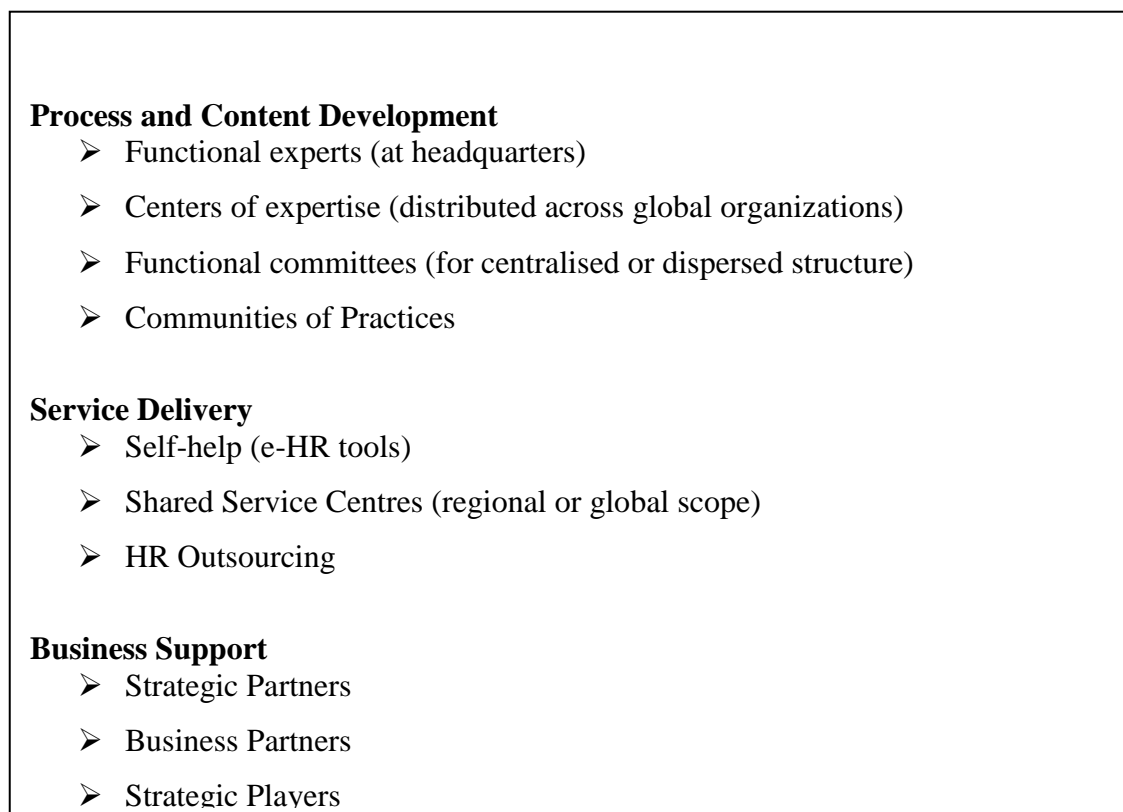 Process and Content Development
➢ Functional experts (at headquarters)
➢ Centers of expertise (distributed across global organizations)
➢ Functional committees (for centralised or dispersed structure)
➢ Communities of Practices
Service Delivery
➢ Self-help (e-HR tools)
➢ Shared Service Centres (regional or global scope)
➢ HR Outsourcing
Business Support
➢ Strategic Partners
➢ Business Partners
➢ Strategic Players